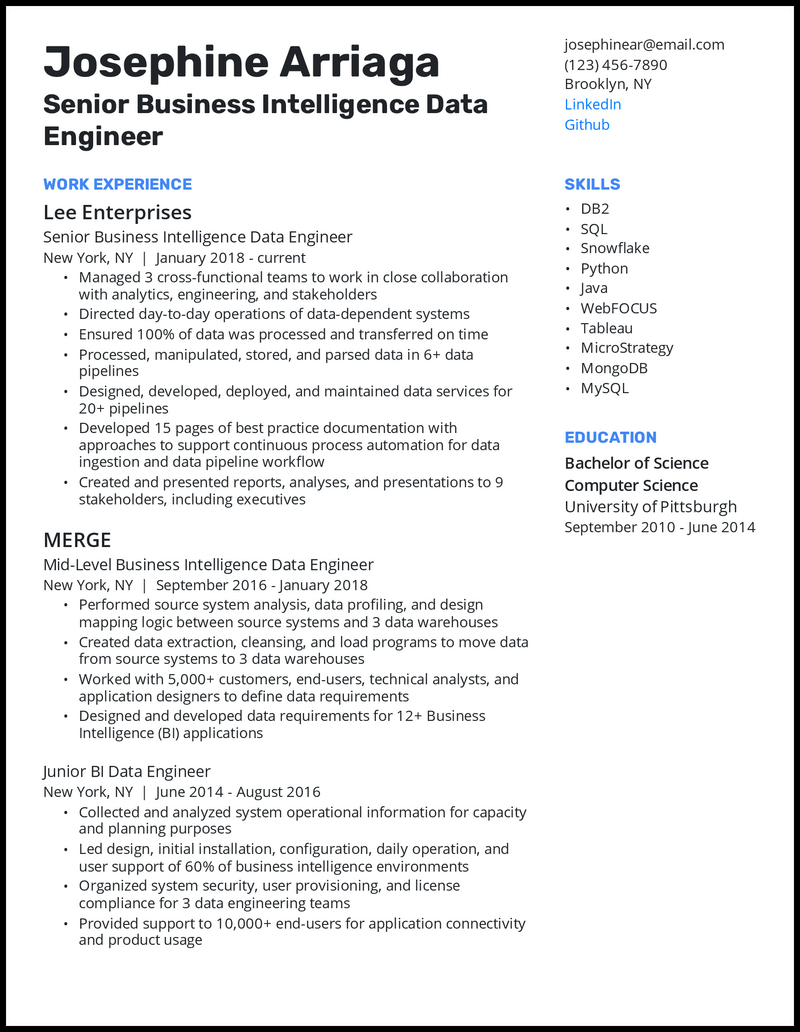 Josephine Arriaga
Senior Business Intelligence Data
Engineer
josephinear@email.com
(123) 456-7890
Brooklyn, NY
LinkedIn
Github
WORK EXPERIENCE
Lee Enterprises
Senior Business Intelligence Data Engineer
New York, NY | January 2018 - current
• Managed 3 cross-functional teams to work in close collaboration
with analytics, engineering, and stakeholders
• Directed day-to-day operations of data-dependent systems
• Ensured 100% of data was processed and transferred on time
• Processed, manipulated, stored, and parsed data in 6+ data
pipelines
• Designed, developed, deployed, and maintained data services for
20+ pipelines
• Developed 15 pages of best practice documentation with
approaches to support continuous process automation for data
ingestion and data pipeline workflow
• Created and presented reports, analyses, and presentations to 9
stakeholders, including executives
MERGE
Mid-Level Business Intelligence Data Engineer
New York, NY | September 2016 - January 2018
• Performed source system analysis, data profiling, and design
mapping logic between source systems and 3 data warehouses
• Created data extraction, cleansing, and load programs to move data
from source systems to 3 data warehouses
• Worked with 5,000+ customers, end-users, technical analysts, and
application designers to define data requirements
• Designed and developed data requirements for 12+ Business
Intelligence (BI) applications
Junior BI Data Engineer
New York, NY | June 2014 - August 2016
• Collected and analyzed system operational information for capacity
and planning purposes
• Led design, initial installation, configuration, daily operation, and
user support of 60% of business intelligence environments
• Organized system security, user provisioning, and license
compliance for 3 data engineering teams
• Provided support to 10,000+ end-users for application connectivity
and product usage
SKILLS
• DB2
• SQL
• Snowflake
• Python
• Java
• WebFOCUS
• Tableau
• MicroStrategy
• MongoDB
• MySQL
EDUCATION
Bachelor of Science
Computer Science
University of Pittsburgh
September 2010 - June 2014